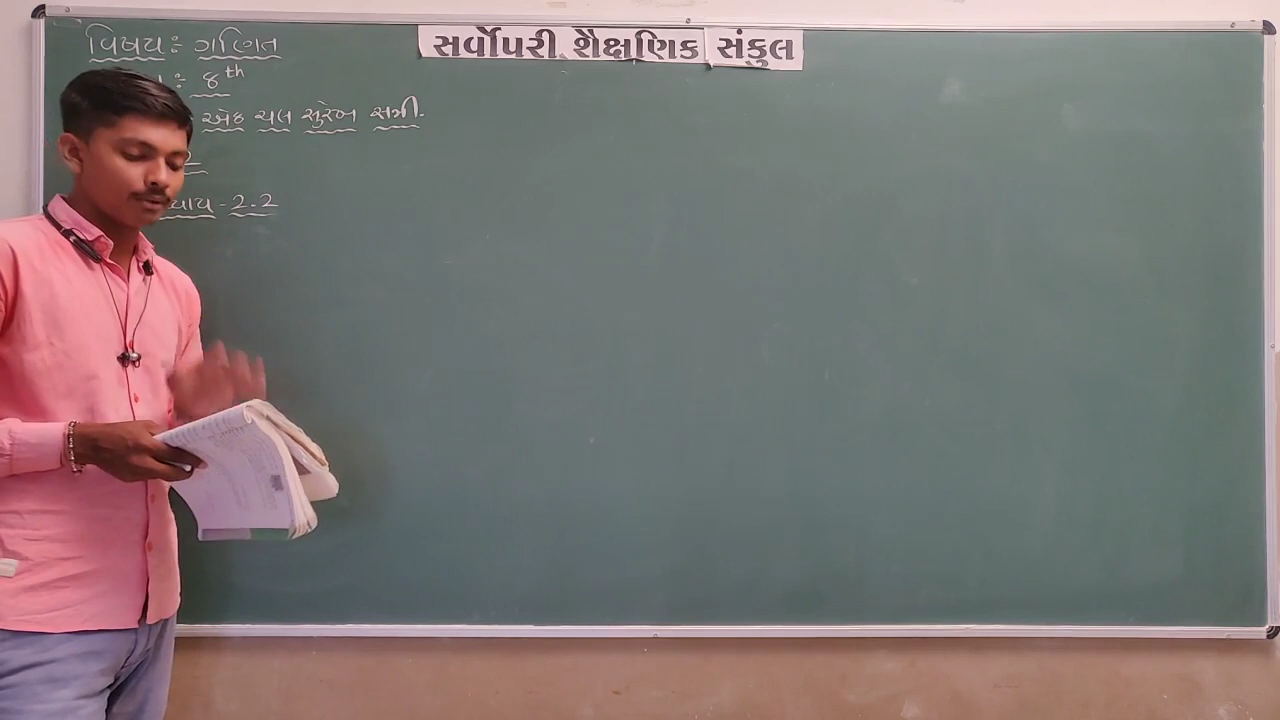 સર્વોપરી શૈક્ષણિક સંકુલ
વિષય : ગણિત
: 8th
એક ચલ સુરેખ સમી.
- 2.2